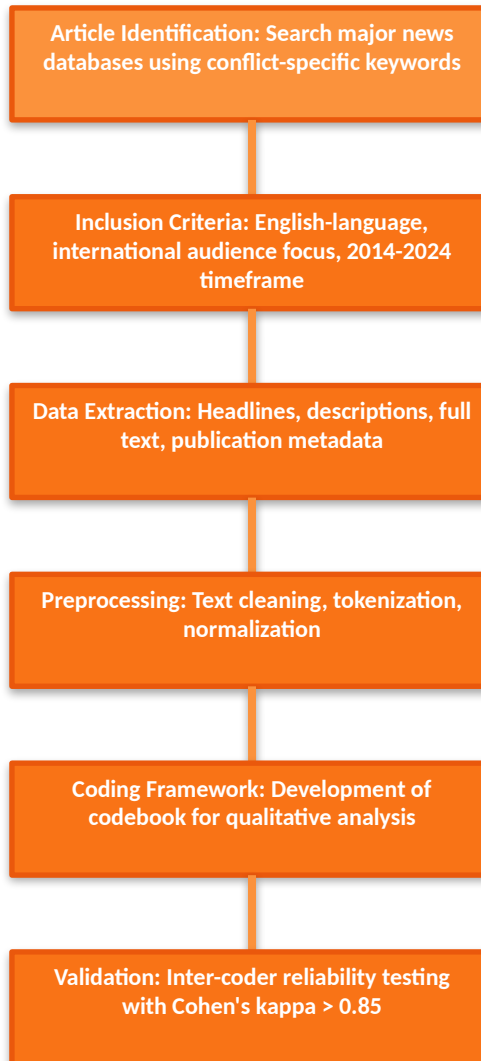 Article Identification: Search major news
databases using conflict-specific keywords
Inclusion Criteria: English-language,
international audience focus, 2014-2024
timeframe
Data Extraction: Headlines, descriptions, full
text, publication metadata
Preprocessing: Text cleaning, tokenization,
normalization
Coding Framework: Development of
codebook for qualitative analysis
Validation: Inter-coder reliability testing
with Cohen's kappa > 0.85